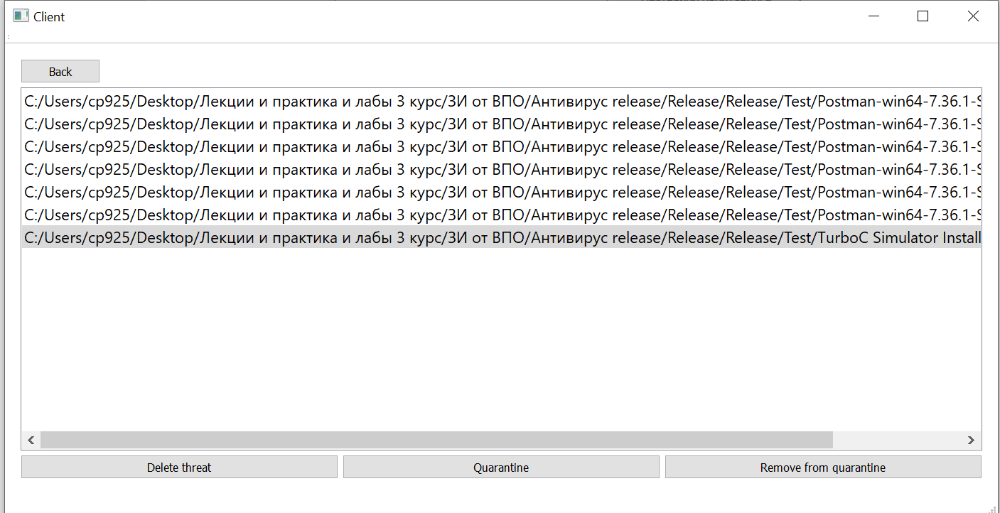 Client
Back
C:/Users/cp925/Desktop/Лекции и практика и лабы 3 курс/ЗИ от ВПО/Антивирус release/Release/Release/Test/Postman-win64-7.36.1-S
C:/Users/cp925/Desktop/Лекции и практика и лабы 3 курс/ЗИ от ВПО/Антивирус release/Release/Release/Test/Postman-win64-7.36.1-S
C:/Users/cp925/Desktop/Лекции и практика и лабы 3 курс/ЗИ от ВПО/Антивирус release/Release/Release/Test/Postman-win64-7.36.1-S
C:/Users/cp925/Desktop/Лекции и практика и лабы 3 курс/ЗИ от ВПО/Антивирус release/Release/Release/Test/Postman-win64-7.36.1-S
C:/Users/cp925/Desktop/Лекции и практика и лабы 3 курс/ЗИ от ВПО/Антивирус release/Release/Release/Test/Postman-win64-7.36.1-S
C:/Users/cp925/Desktop/Лекции и практика и лабы 3 курс/ЗИ от ВПО/Антивирус release/Release/Release/Test/Postman-win64-7.36.1-S
C:/Users/cp925/Desktop/Лекции и практика и лабы 3 курс/ЗИ от ВПО/Антивирус release/Release/Release/Test/TurboC Simulator Install
Delete threat
Quarantine
Remove from quarantine